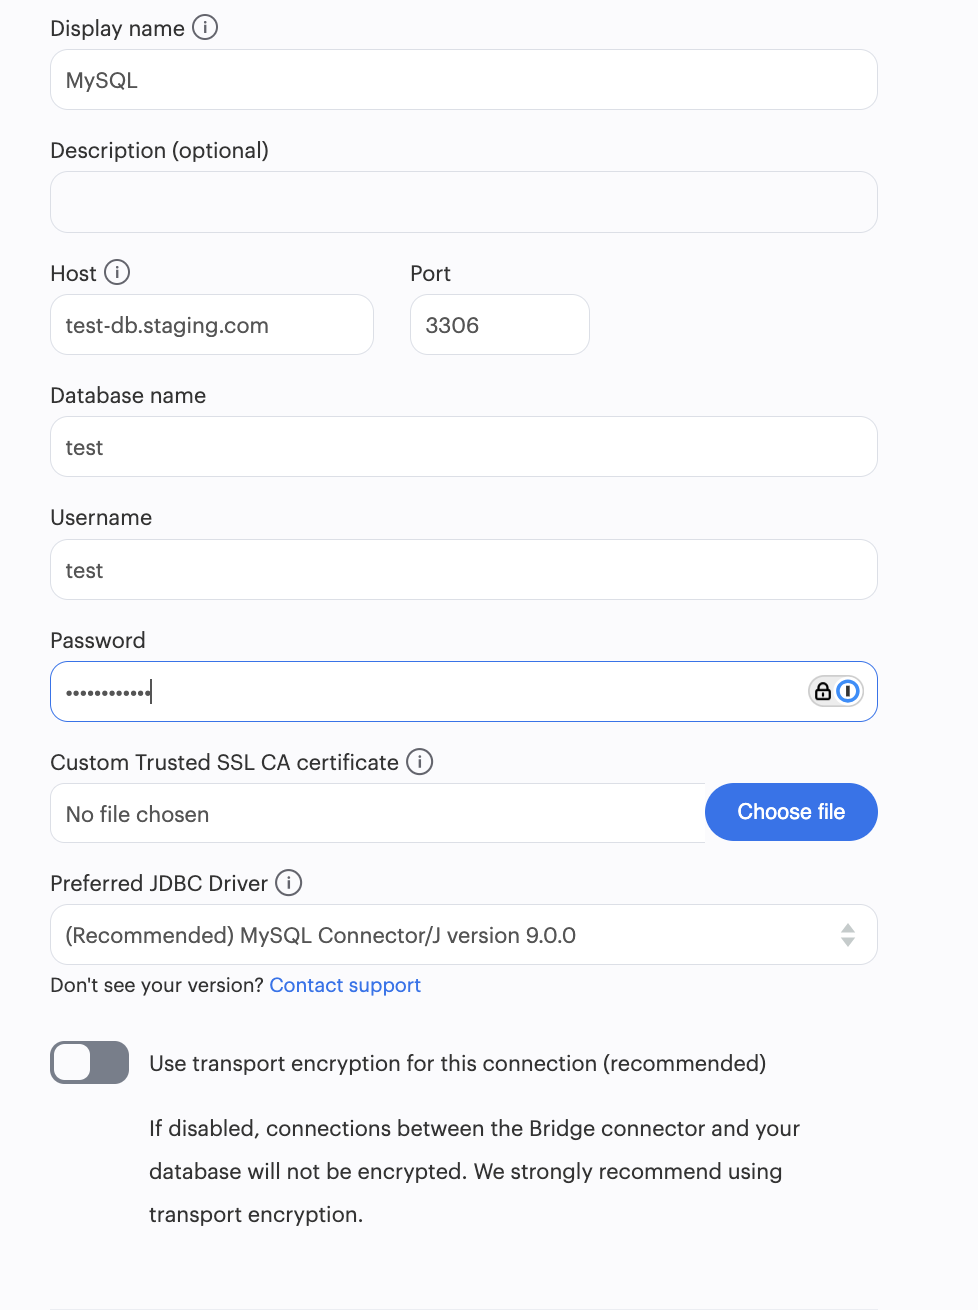 Display name
MySQL
Description (optional)
Host
Port
test-db.staging.com
3306
Database name
test
Username
test
Password
••••••••••••
Custom Trusted SSL CA certificate
No file chosen
Choose file
Preferred JDBC Driver
(Recommended) MySQL Connector/J version 9.0.0
Don't see your version? Contact support
Use transport encryption for this connection (recommended)
If disabled, connections between the Bridge connector and your
database will not be encrypted. We strongly recommend using
transport encryption.